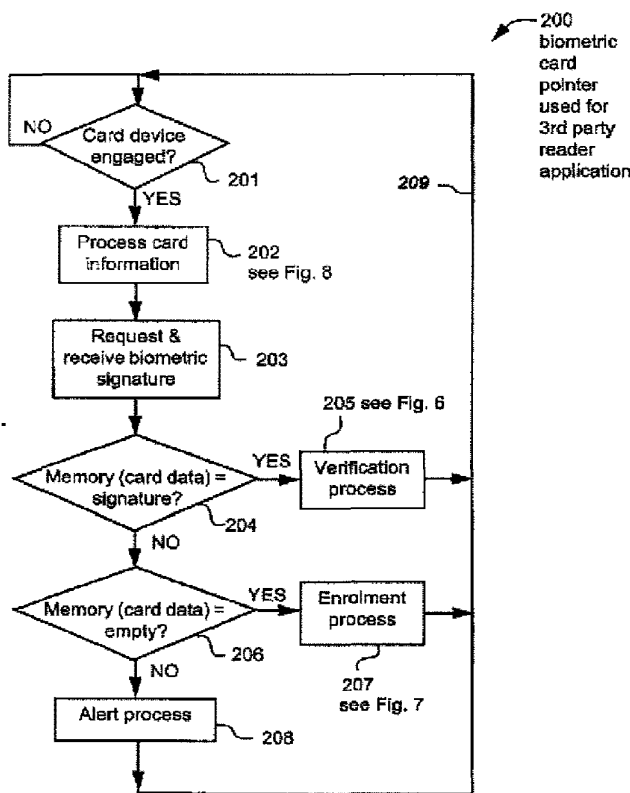 200
biometric
card
pointer
used for
3rd party
reader
application
NO
Card device
engaged?
201
209
YES
Process card
information
202
see Fig. 8
Request &
receive biometric
signature
203
205 see Fig. 6
Memory (card data) =
signature?
YES
Verification
process
204
NO
Memory (card data) =
empty?
YES
Enrolment
process
206
NO
207
see Fig. 7
Alert process
208